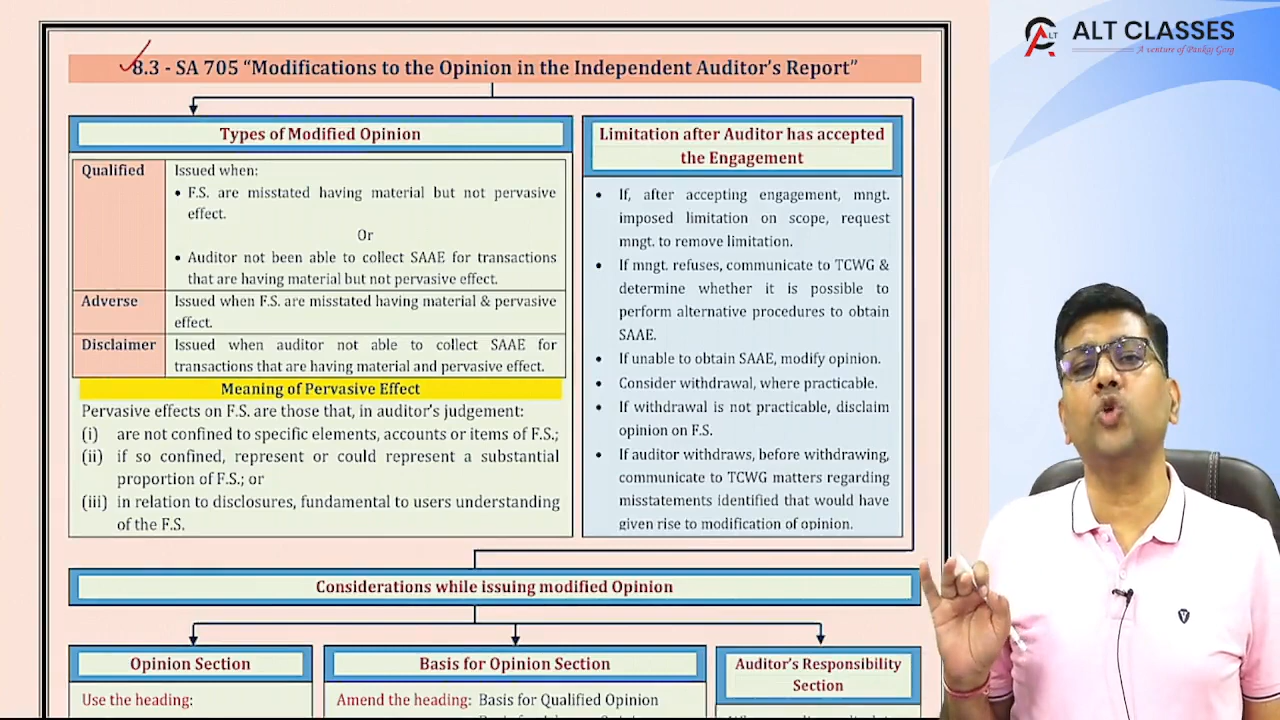 8.3 - SA 705 “Modifications to the Opinion in the Independent Auditor’s Report”
Types of Modified Opinion
Qualified
Issued when:
• F.S. are misstated having material but not pervasive
effect.
Or
• Auditor not been able to collect SAAE for transactions
that are having material but not pervasive effect.
Adverse
Issued when F.S. are misstated having material & pervasive
effect.
Disclaimer
Issued when auditor not able to collect SAAE for
transactions that are having material and pervasive effect.
Meaning of Pervasive Effect
Pervasive effects on F.S. are those that, in auditor’s judgement:
(i) are not confined to specific elements, accounts or items of F.S.;
(ii) if so confined, represent or could represent a substantial
proportion of F.S.; or
(iii) in relation to disclosures, fundamental to users understanding
of the F.S.
Limitation after Auditor has accepted
the Engagement
• If, after accepting engagement, mngt.
imposed limitation on scope, request
mngt. to remove limitation.
• If mngt. refuses, communicate to TCWG &
determine whether it is possible to
perform alternative procedures to obtain
SAAE.
• If unable to obtain SAAE, modify opinion.
• Consider withdrawal, where practicable.
• If withdrawal is not practicable, disclaim
opinion on F.S.
• If auditor withdraws, before withdrawing,
communicate to TCWG matters regarding
misstatements identified that would have
given rise to modification of opinion.
Considerations while issuing modified Opinion
Opinion Section
Use the heading:
Basis for Opinion Section
Amend the heading: Basis for Qualified Opinion
Auditor’s Responsibility
Section
ALT
ALT CLASSES
A venture of Pankaj Garg